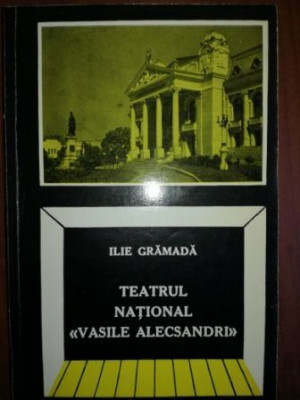 ILIE GRĂMADĂ
TEATRUL
NAȚIONAL
«VASILE ALECSANDRI»